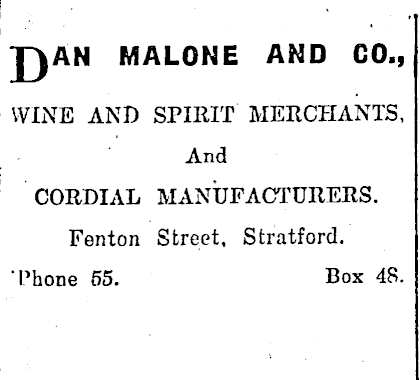 DAN MALONE AND CO.,
WINE AND SPIRIT MERCHANTS,
And
CORDIAL MANUFACTURERS.
Fenton Street, Stratford.
'Phone 55. Box 48.